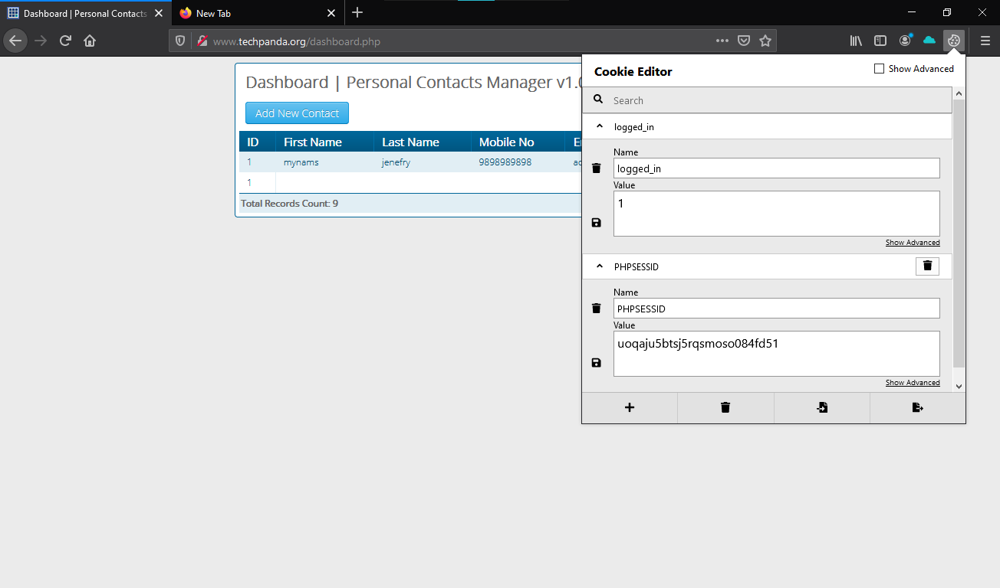 Dashboard | Personal Contacts
New Tab
www.techpanda.org/dashboard.php
Dashboard | Personal Contacts Manager v1.0
Add New Contact
ID First Name Last Name Mobile No
1 mynams jenefry 9898989898
1
Total Records Count: 9
Cookie Editor
Show Advanced
Search
logged_in
Name
logged_in
Value
1
Show Advanced
PHPSESSID
Name
PHPSESSID
Value
uoqaju5btsj5rqsmoso084fd51
Show Advanced